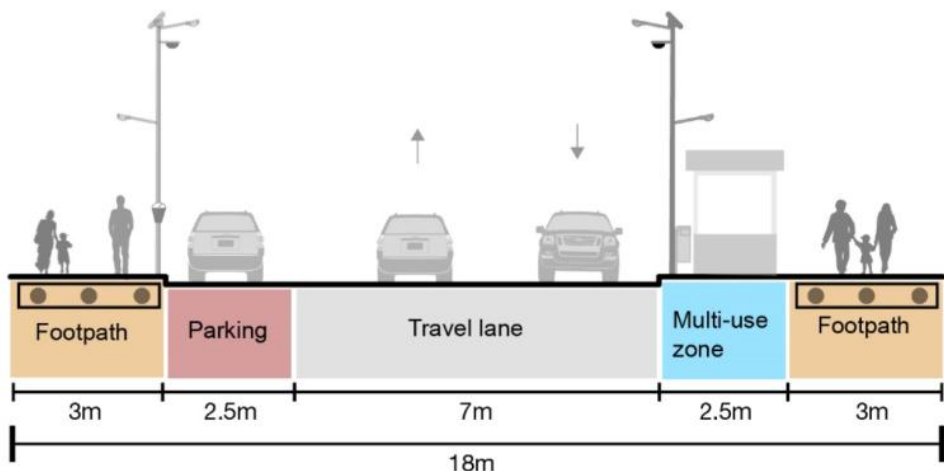 Footpath
Parking
Travel lane
Multi-use
zone
Footpath
3m
2.5m
7m
2.5m
3m
18m